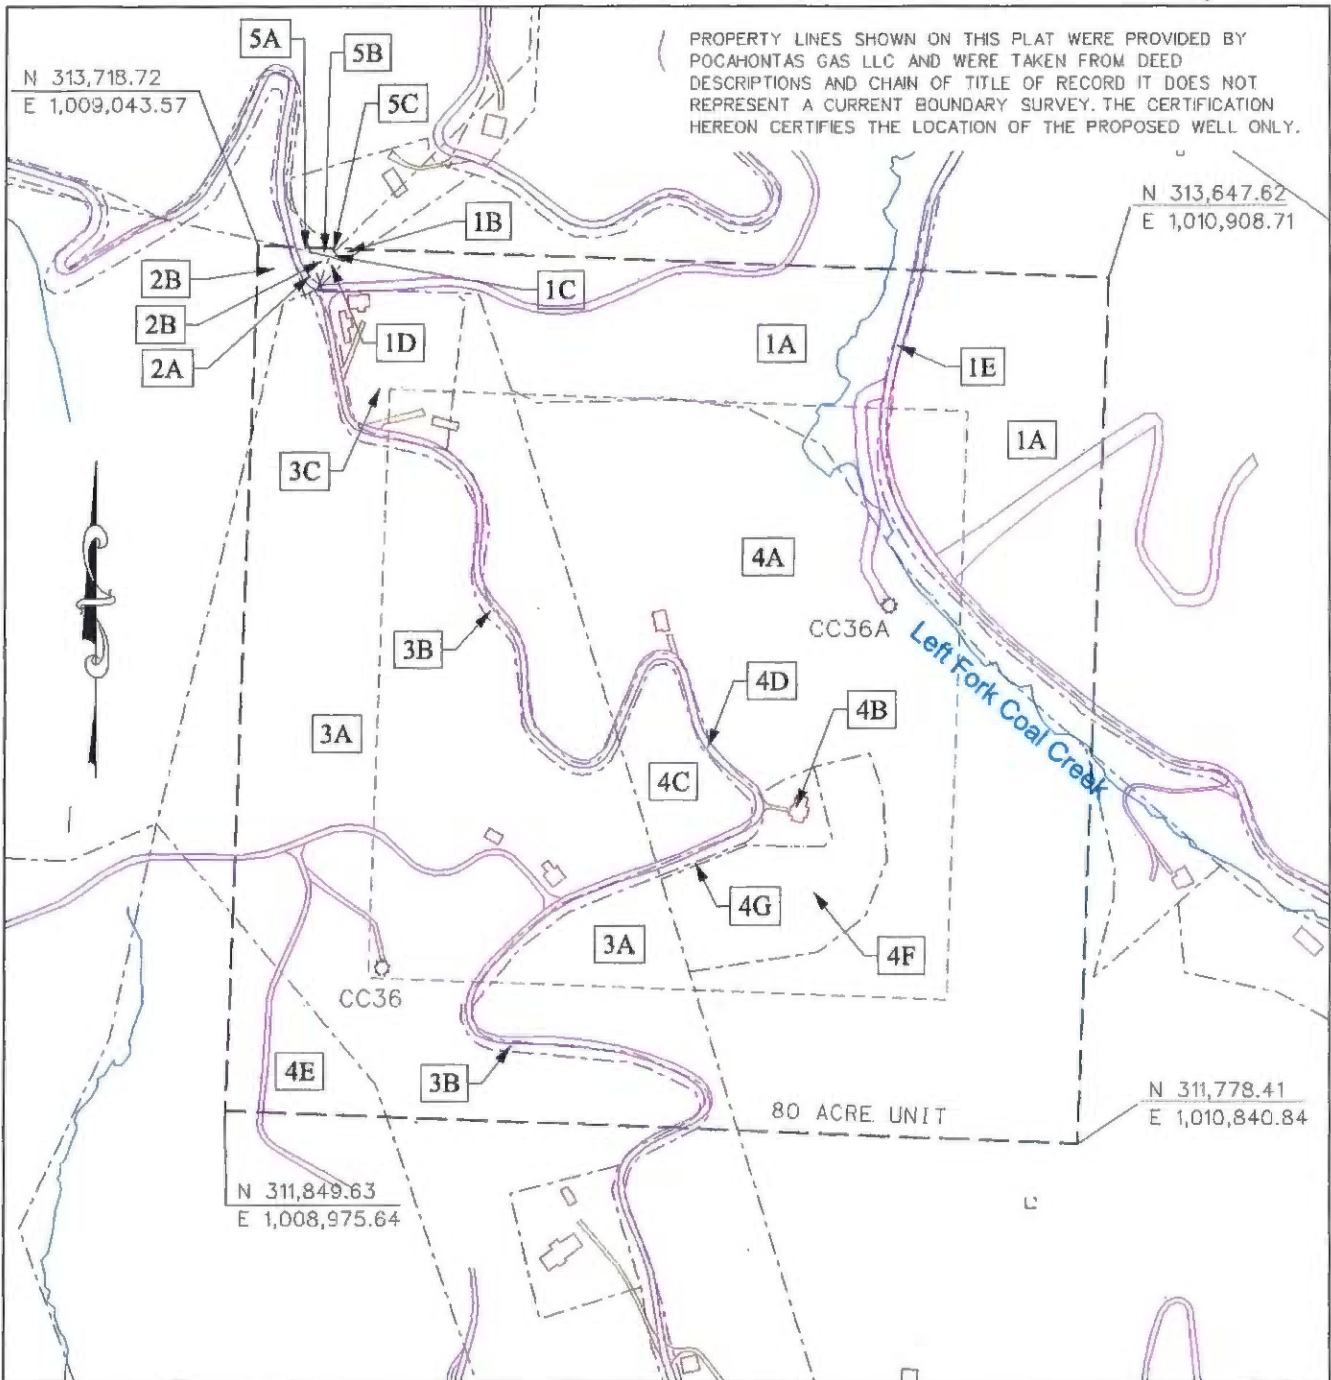 PROPERTY LINES SHOWN ON THIS PLAT WERE PROVIDED BY
POCAHONTAS GAS LLC AND WERE TAKEN FROM DEED
DESCRIPTIONS AND CHAIN OF TITLE OF RECORD IT DOES NOT
REPRESENT A CURRENT BOUNDARY SURVEY. THE CERTIFICATION
HEREON CERTIFIES THE LOCATION OF THE PROPOSED WELL ONLY.
5A
5B
N 313,718.72
E 1,009,043.57
5C
N 313,647.62
E 1,010,908.71
1B
2B
1C
2B
1D
1A
2A
1E
1A
3C
4A
CC36A
3B
Left Fork Coal Creek
4D
4B
3A
4C
4G
3A
4F
CC36
4E
3B
80 ACRE UNIT
N 311,778.41
E 1,010,840.84
N 311,849.63
E 1,008,975.64